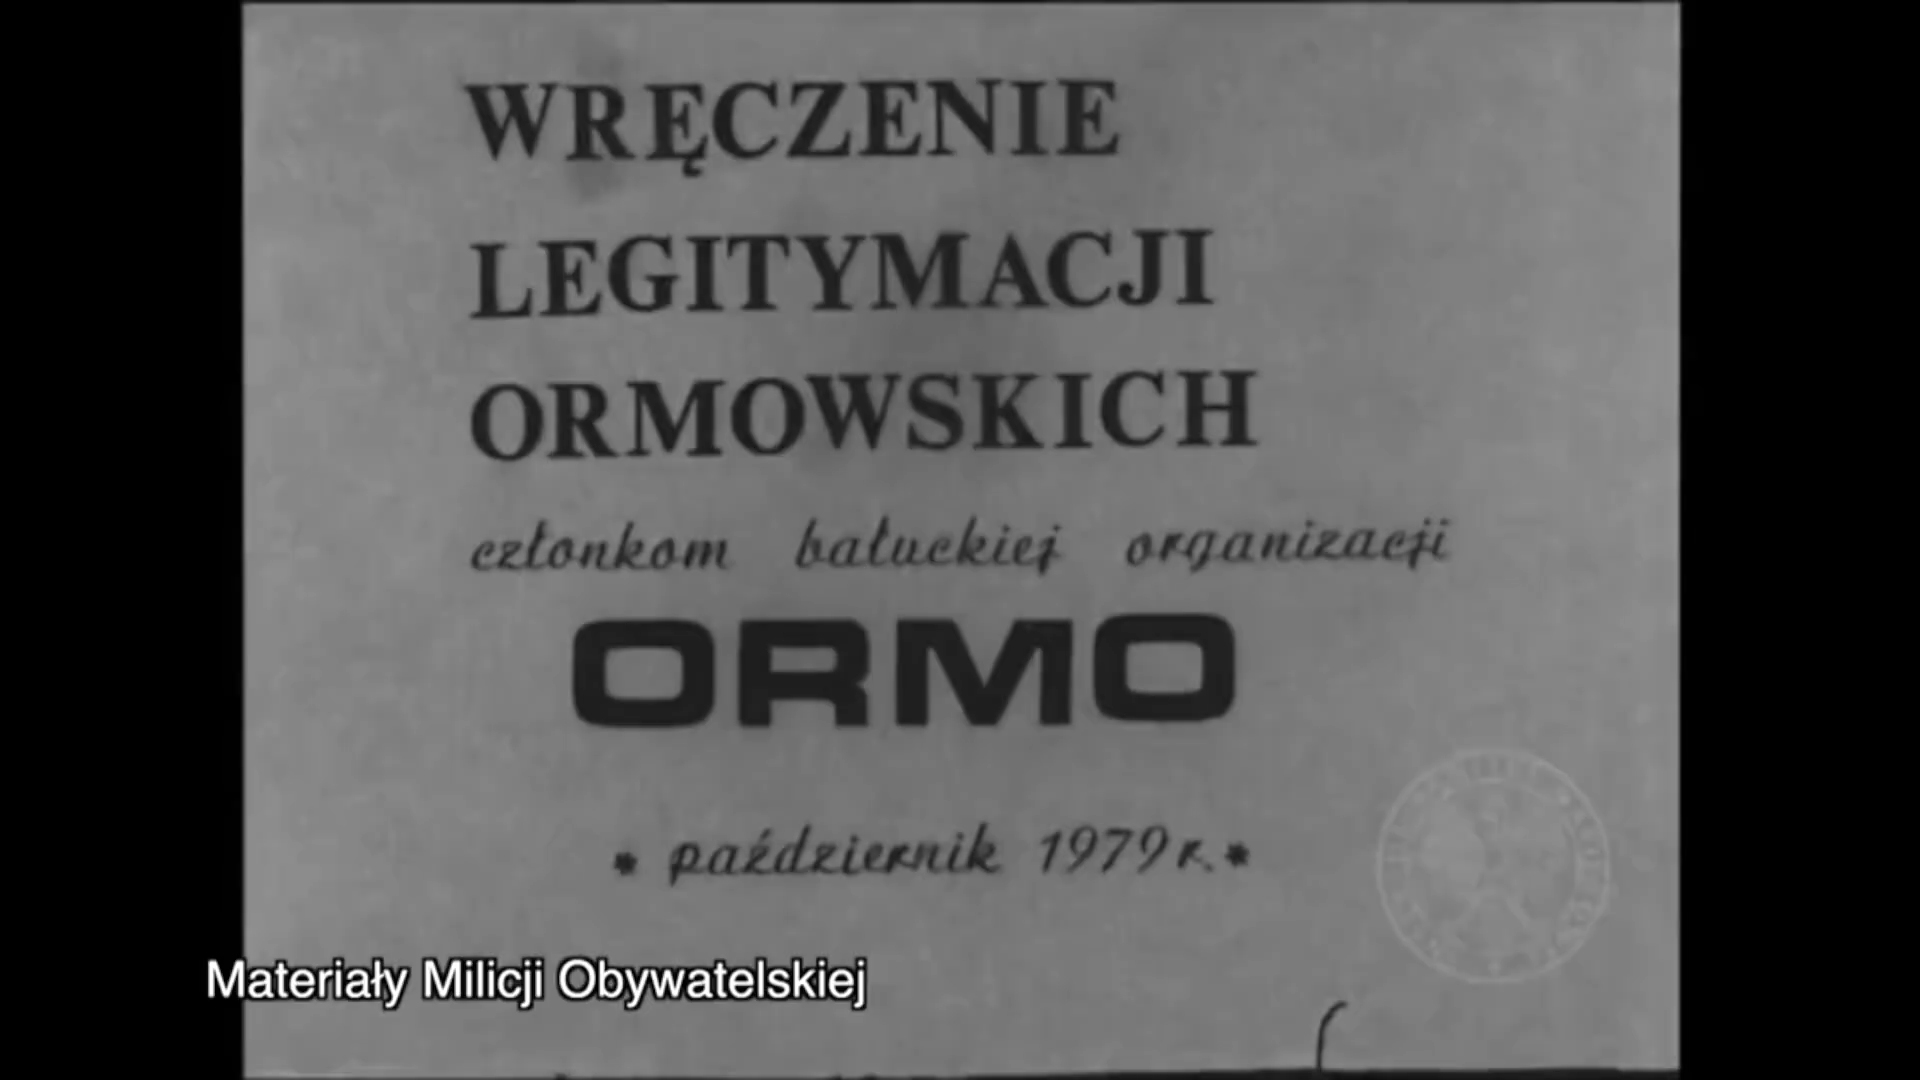 WRĘCZENIE
LEGITYMACJI
ORMOWSKICH
członkom bałuckiej organizacji
ORMO
* październik 1979 r. *
Materiały Milicji Obywatelskiej